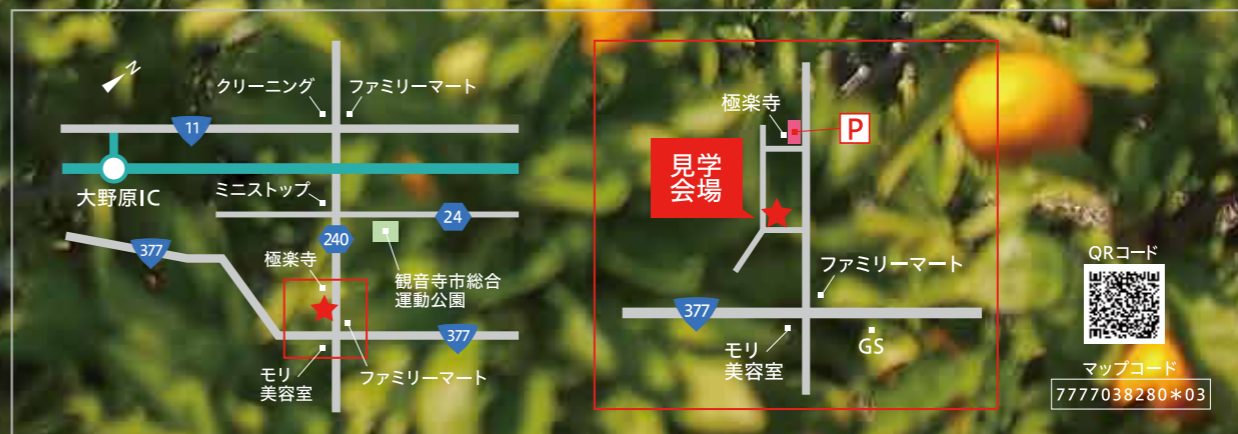 N
クリーニング
ファミリーマート
11
大野原IC
ミニストップ
24
240
377
極楽寺
観音寺市総合
運動公園
377
モリ
美容室
ファミリーマート
極楽寺
P
見学
会場
ファミリーマート
377
モリ
美容室
GS
QRコード
マップコード
7777038280*03